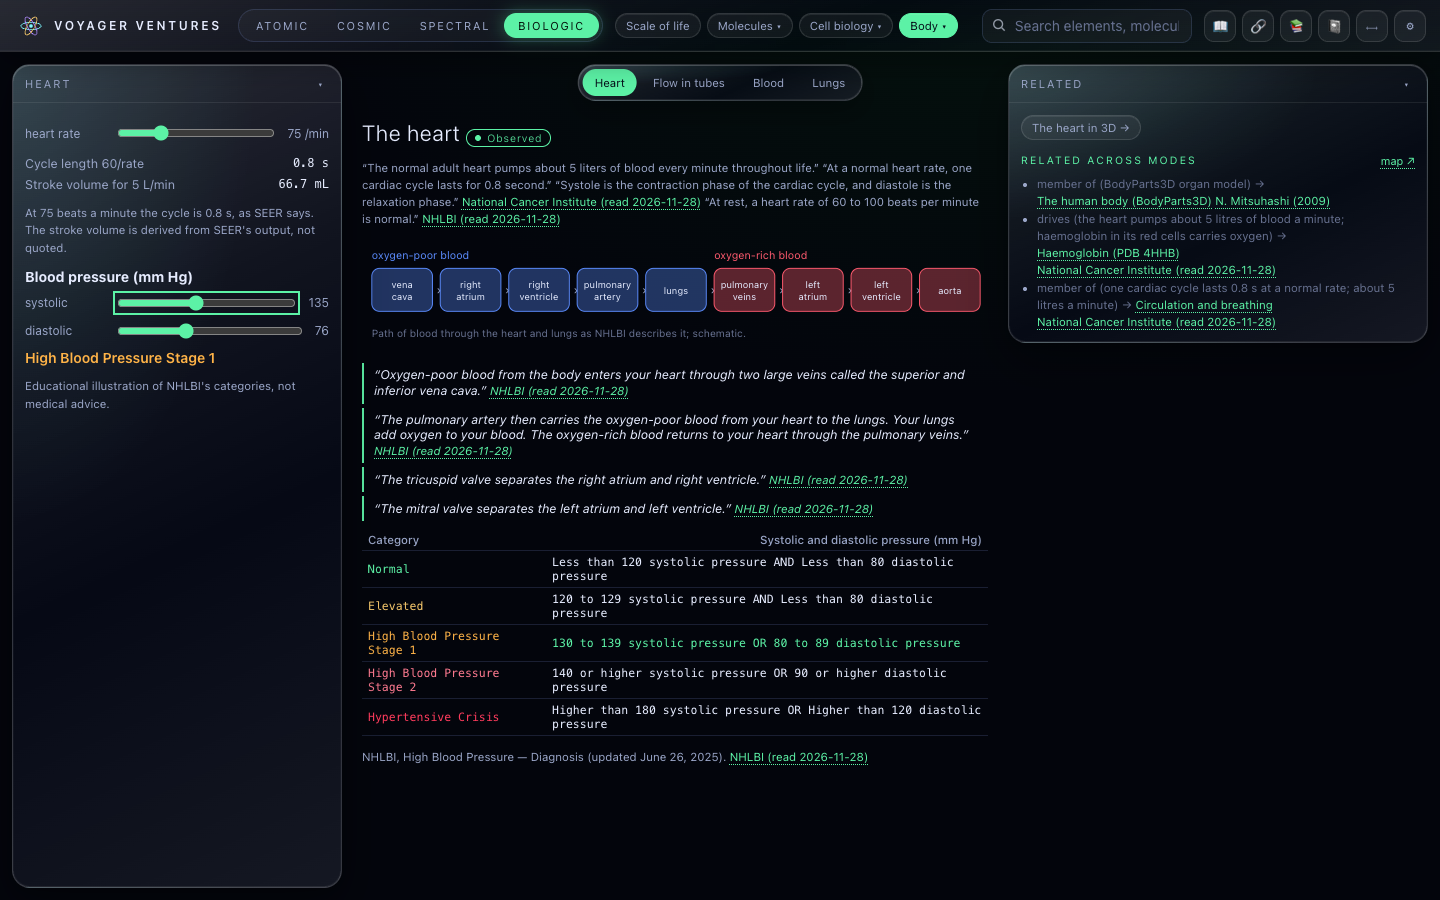 VOYAGER VENTURES
ATOMIC
COSMIC
SPECTRAL
BIOLOGIC
Scale of life
Molecules
Cell biology
Body
Search elements, molecul
HEART
heart rate
75 /min
Cycle length 60/rate
0.8 s
Stroke volume for 5 L/min
66.7 mL
At 75 beats a minute the cycle is 0.8 s, as SEER says.
The stroke volume is derived from SEER's output, not
quoted.
Blood pressure (mm Hg)
systolic
135
diastolic
76
High Blood Pressure Stage 1
Educational illustration of NHLBI's categories, not
medical advice.
Heart
Flow in tubes
Blood
Lungs
The heart
Observed
“The normal adult heart pumps about 5 liters of blood every minute throughout life.” “At a normal heart rate, one
cardiac cycle lasts for 0.8 second.” “Systole is the contraction phase of the cardiac cycle, and diastole is the
relaxation phase.” National Cancer Institute (read 2026-11-28) “At rest, a heart rate of 60 to 100 beats per minute
is normal.” NHLBI (read 2026-11-28)
oxygen-poor blood
oxygen-rich blood
vena
cava
right
atrium
right
ventricle
pulmonary
artery
lungs
pulmonary
veins
left
atrium
left
ventricle
aorta
Path of blood through the heart and lungs as NHLBI describes it; schematic.
“Oxygen-poor blood from the body enters your heart through two large veins called the superior and
inferior vena cava.” NHLBI (read 2026-11-28)
“The pulmonary artery then carries the oxygen-poor blood from your heart to the lungs. Your lungs
add oxygen to your blood. The oxygen-rich blood returns to your heart through the pulmonary veins.”
NHLBI (read 2026-11-28)
“The tricuspid valve separates the right atrium and right ventricle.” NHLBI (read 2026-11-28)
“The mitral valve separates the left atrium and left ventricle.” NHLBI (read 2026-11-28)
Category
Systolic and diastolic pressure (mm Hg)
Normal
Less than 120 systolic pressure AND Less than 80 diastolic
pressure
Elevated
120 to 129 systolic pressure AND Less than 80 diastolic
pressure
High Blood Pressure
Stage 1
130 to 139 systolic pressure OR 80 to 89 diastolic pressure
High Blood Pressure
Stage 2
140 or higher systolic pressure OR 90 or higher diastolic
pressure
Hypertensive Crisis
Higher than 180 systolic pressure OR Higher than 120 diastolic
pressure
NHLBI, High Blood Pressure — Diagnosis (updated June 26, 2025). NHLBI (read 2026-11-28)
RELATED
The heart in 3D →
RELATED ACROSS MODES
map ↗
member of (BodyParts3D organ model) →
The human body (BodyParts3D) N. Mitsuhashi (2009)
drives (the heart pumps about 5 litres of blood a minute;
haemoglobin in its red cells carries oxygen) →
Haemoglobin (PDB 4HHB)
National Cancer Institute (read 2026-11-28)
member of (one cardiac cycle lasts 0.8 s at a normal rate; about 5
litres a minute) → Circulation and breathing
National Cancer Institute (read 2026-11-28)